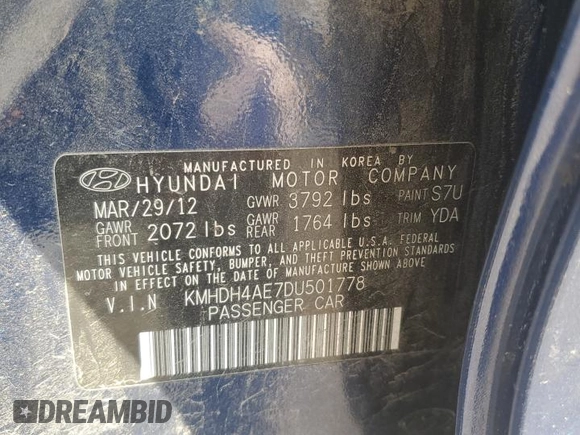 MANUFACTURED IN KOREA BY
HYUNDAI MOTOR COMPANY
MAR/29/12 GVWR 3792 lbs PAINT S7U
GAWR FRONT 2072 lbs GAWR REAR 1764 lbs TRIM YDA
THIS VEHICLE CONFORMS TO ALL APPLICABLE U.S.A. FEDERAL
MOTOR VEHICLE SAFETY, BUMPER, AND THEFT PREVENTION STANDARDS
IN EFFECT ON THE DATE OF MANUFACTURE SHOWN ABOVE.
V.I.N KMHDH4AE7DU501778
PASSENGER CAR
DREAMBID